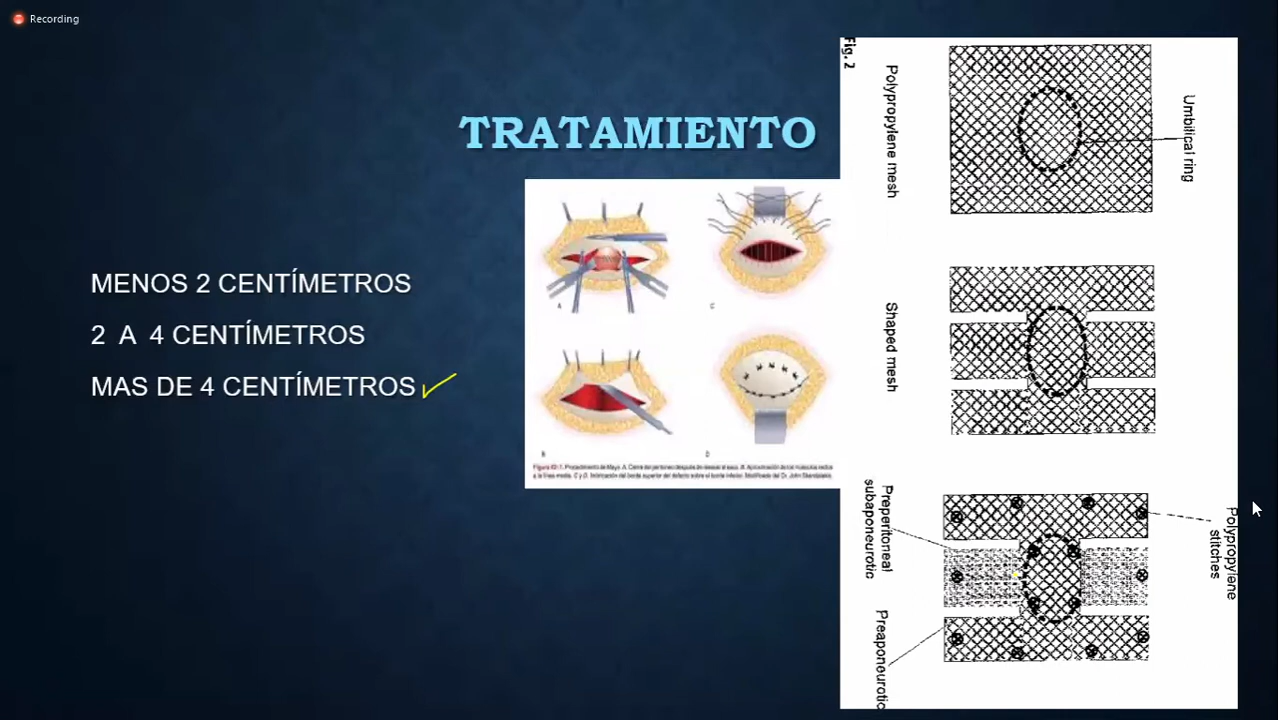 Recording
TRATAMIENTO
MENOS 2 CENTÍMETROS
2 A 4 CENTÍMETROS
MAS DE 4 CENTÍMETROS
A
C
B
D
Fig. 2
Umbilical ring
Polypropylene mesh
Shaped mesh
Polypropylene
stitches
Preperitoneal
subaponeurotic
Preaponeurotic